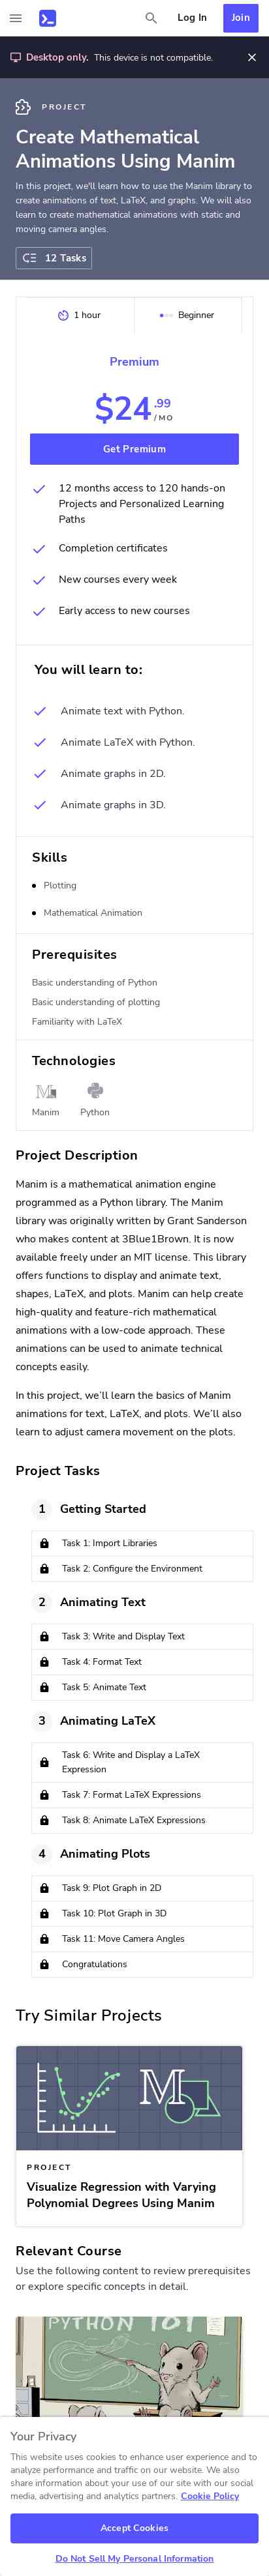 Log In
Join
Desktop only. This device is not compatible.
PROJECT
Create Mathematical
Animations Using Manim
In this project, we'll learn how to use the Manim library to
create animations of text, LaTeX, and graphs. We will also
learn to create mathematical animations with static and
moving camera angles.
12 Tasks
1 hour
Beginner
Premium
$24.99
/ MO
Get Premium
12 months access to 120 hands-on
Projects and Personalized Learning
Paths
Completion certificates
New courses every week
Early access to new courses
You will learn to:
Animate text with Python.
Animate LaTeX with Python.
Animate graphs in 2D.
Animate graphs in 3D.
Skills
Plotting
Mathematical Animation
Prerequisites
Basic understanding of Python
Basic understanding of plotting
Familiarity with LaTeX
Technologies
Manim
Python
Project Description
Manim is a mathematical animation engine
programmed as a Python library. The Manim
library was originally written by Grant Sanderson
who makes content at 3Blue1Brown. It is now
available freely under an MIT license. This library
offers functions to display and animate text,
shapes, LaTeX, and plots. Manim can help create
high-quality and feature-rich mathematical
animations with a low-code approach. These
animations can be used to animate technical
concepts easily.
In this project, we’ll learn the basics of Manim
animations for text, LaTeX, and plots. We’ll also
learn to adjust camera movement on the plots.
Project Tasks
1 Getting Started
Task 1: Import Libraries
Task 2: Configure the Environment
2 Animating Text
Task 3: Write and Display Text
Task 4: Format Text
Task 5: Animate Text
3 Animating LaTeX
Task 6: Write and Display a LaTeX
Expression
Task 7: Format LaTeX Expressions
Task 8: Animate LaTeX Expressions
4 Animating Plots
Task 9: Plot Graph in 2D
Task 10: Plot Graph in 3D
Task 11: Move Camera Angles
Congratulations
Try Similar Projects
M
PROJECT
Visualize Regression with Varying
Polynomial Degrees Using Manim
Relevant Course
Use the following content to review prerequisites
or explore specific concepts in detail.
PYTHON 101
Your Privacy
This website uses cookies to enhance user experience and to
analyze performance and traffic on our website. We also
share information about your use of our site with our social
media, advertising and analytics partners. Cookie Policy
Accept Cookies
Do Not Sell My Personal Information